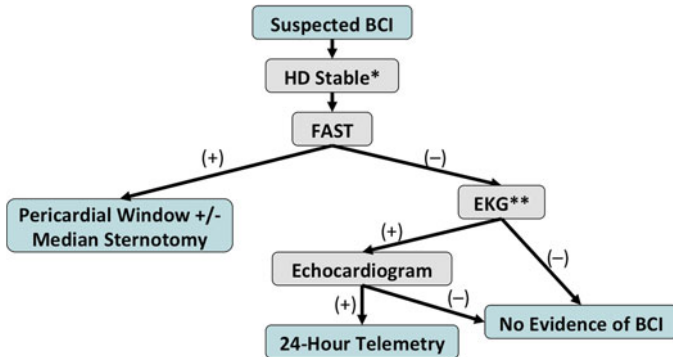 Suspected BCI
HD Stable*
FAST
(+)
(−)
Pericardial Window +/-
Median Sternotomy
EKG**
(+)
(−)
Echocardiogram
(+)
(−)
24-Hour Telemetry
No Evidence of BCI